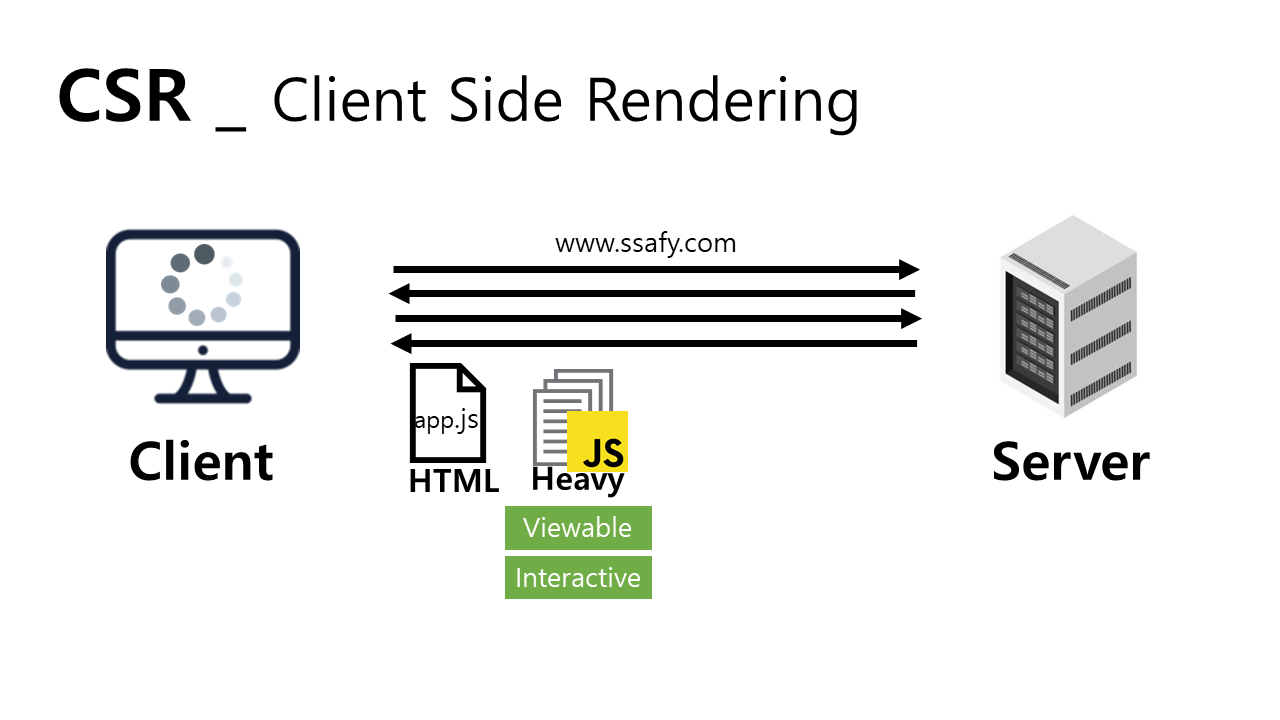 CSR _ Client Side Rendering
www.ssafy.com
app.js
JS
HTML
Heavy
Client
Server
Viewable
Interactive